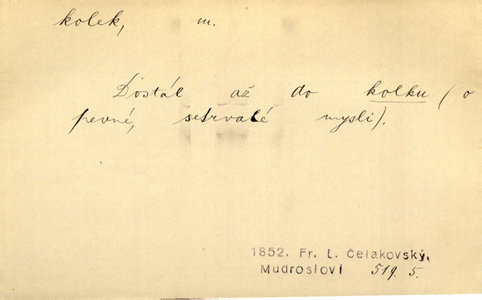 kolek, m.
Dostál až do kolku (o
pevné, setrvalé mysli).
1852. Fr. L. Čelakovský,
Mudrosloví 519. 5.